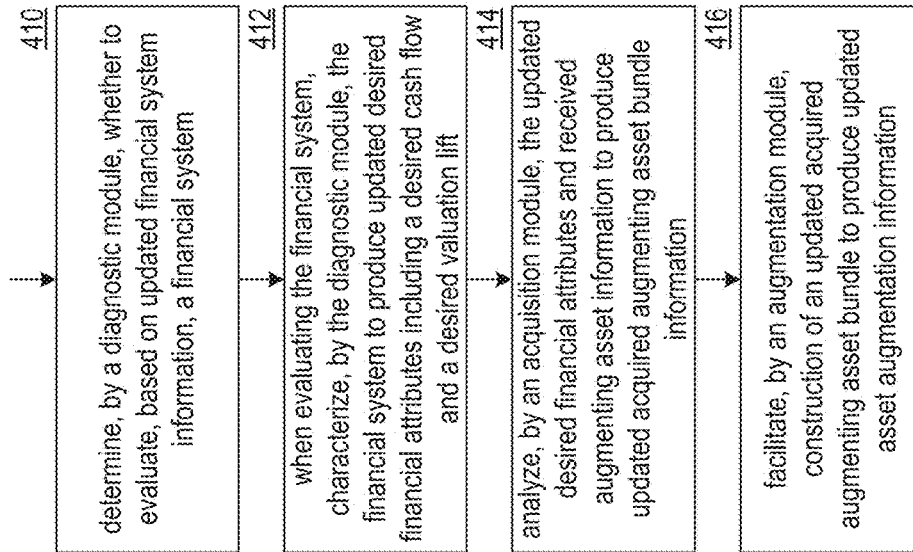 410
determine, by a diagnostic module, whether to
evaluate, based on updated financial system
information, a financial system
412
when evaluating the financial system,
characterize, by the diagnostic module, the
financial system to produce updated desired
financial attributes including a desired cash flow
and a desired valuation lift
414
analyze, by an acquisition module, the updated
desired financial attributes and received
augmenting asset information to produce
updated acquired augmenting asset bundle
information
416
facilitate, by an augmentation module,
construction of an updated acquired
augmenting asset bundle to produce updated
asset augmentation information